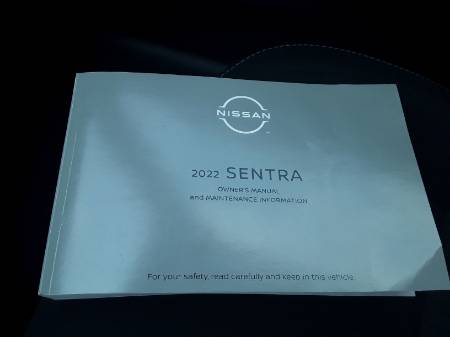 NISSAN
2022 SENTRA
OWNER'S MANUAL
and MAINTENANCE INFORMATION
For your safety, read carefully and keep in this vehicle.